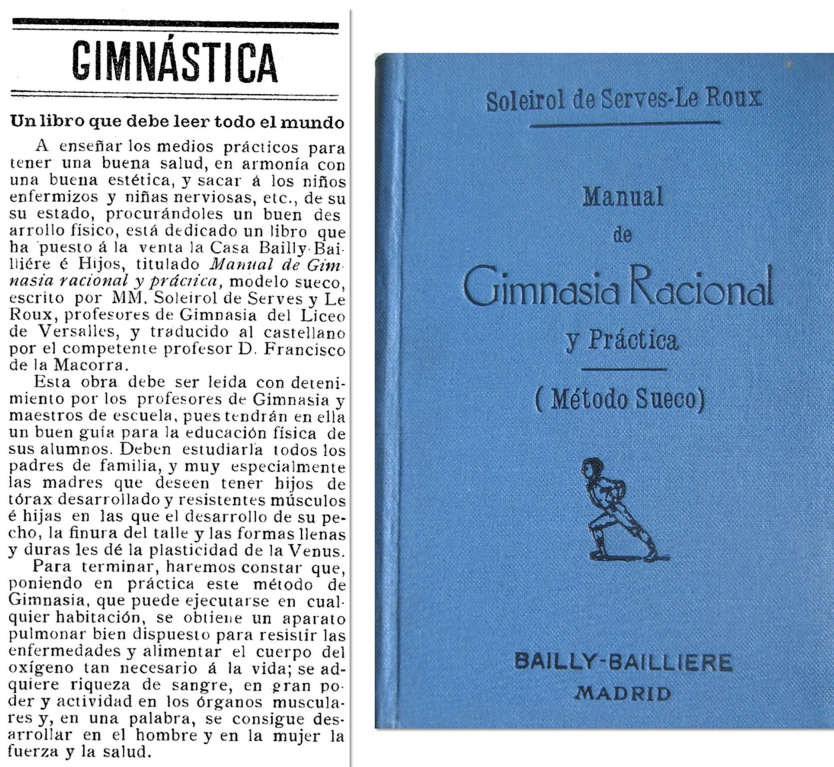 GIMNÁSTICA
Un libro que debe leer todo el mundo
A enseñar los medios prácticos para
tener una buena salud, en armonía con
una buena estética, y sacar á los niños
enfermizos y niñas nerviosas, etc., de su
su estado, procurándoles un buen des
arrollo físico, está dedicado un libro que
ha puesto á la venta la Casa Bailly-Bai-
lliére é Hijos, titulado Manual de Gim-
nasia racional y práctica, modelo sueco,
escrito por MM. Soleirol de Serves y Le
Roux, profesores de Gimnasia del Liceo
de Versalles, y traducido al castellano
por el competente profesor D. Francisco
de la Macorra.
Esta obra debe ser leída con deteni-
miento por los profesores de Gimnasia y
maestros de escuela, pues tendrán en ella
un buen guía para la educación física de
sus alumnos. Deben estudiarla todos los
padres de familia, y muy especialmente
las madres que deseen tener hijos de
tórax desarrollado y resistentes músculos
é hijas en las que el desarrollo de su pe-
cho, la finura del talle y las formas llenas
y duras les dé la plasticidad de la Venus.
Para terminar, haremos constar que,
poniendo en práctica este método de
Gimnasia, que puede ejecutarse en cual-
quier habitación, se obtiene un aparato
pulmonar bien dispuesto para resistir las
enfermedades y alimentar el cuerpo del
oxígeno tan necesario á la vida; se ad-
quiere riqueza de sangre, en gran po-
der y actividad en los órganos muscula-
res y, en una palabra, se consigue des-
arrollar en el hombre y en la mujer la
fuerza y la salud.
Soleirol de Serves-Le Roux
Manual
de
Gimnasia Racional
y Práctica
(Método Sueco)
BAILLY-BAILLIERE
MADRID